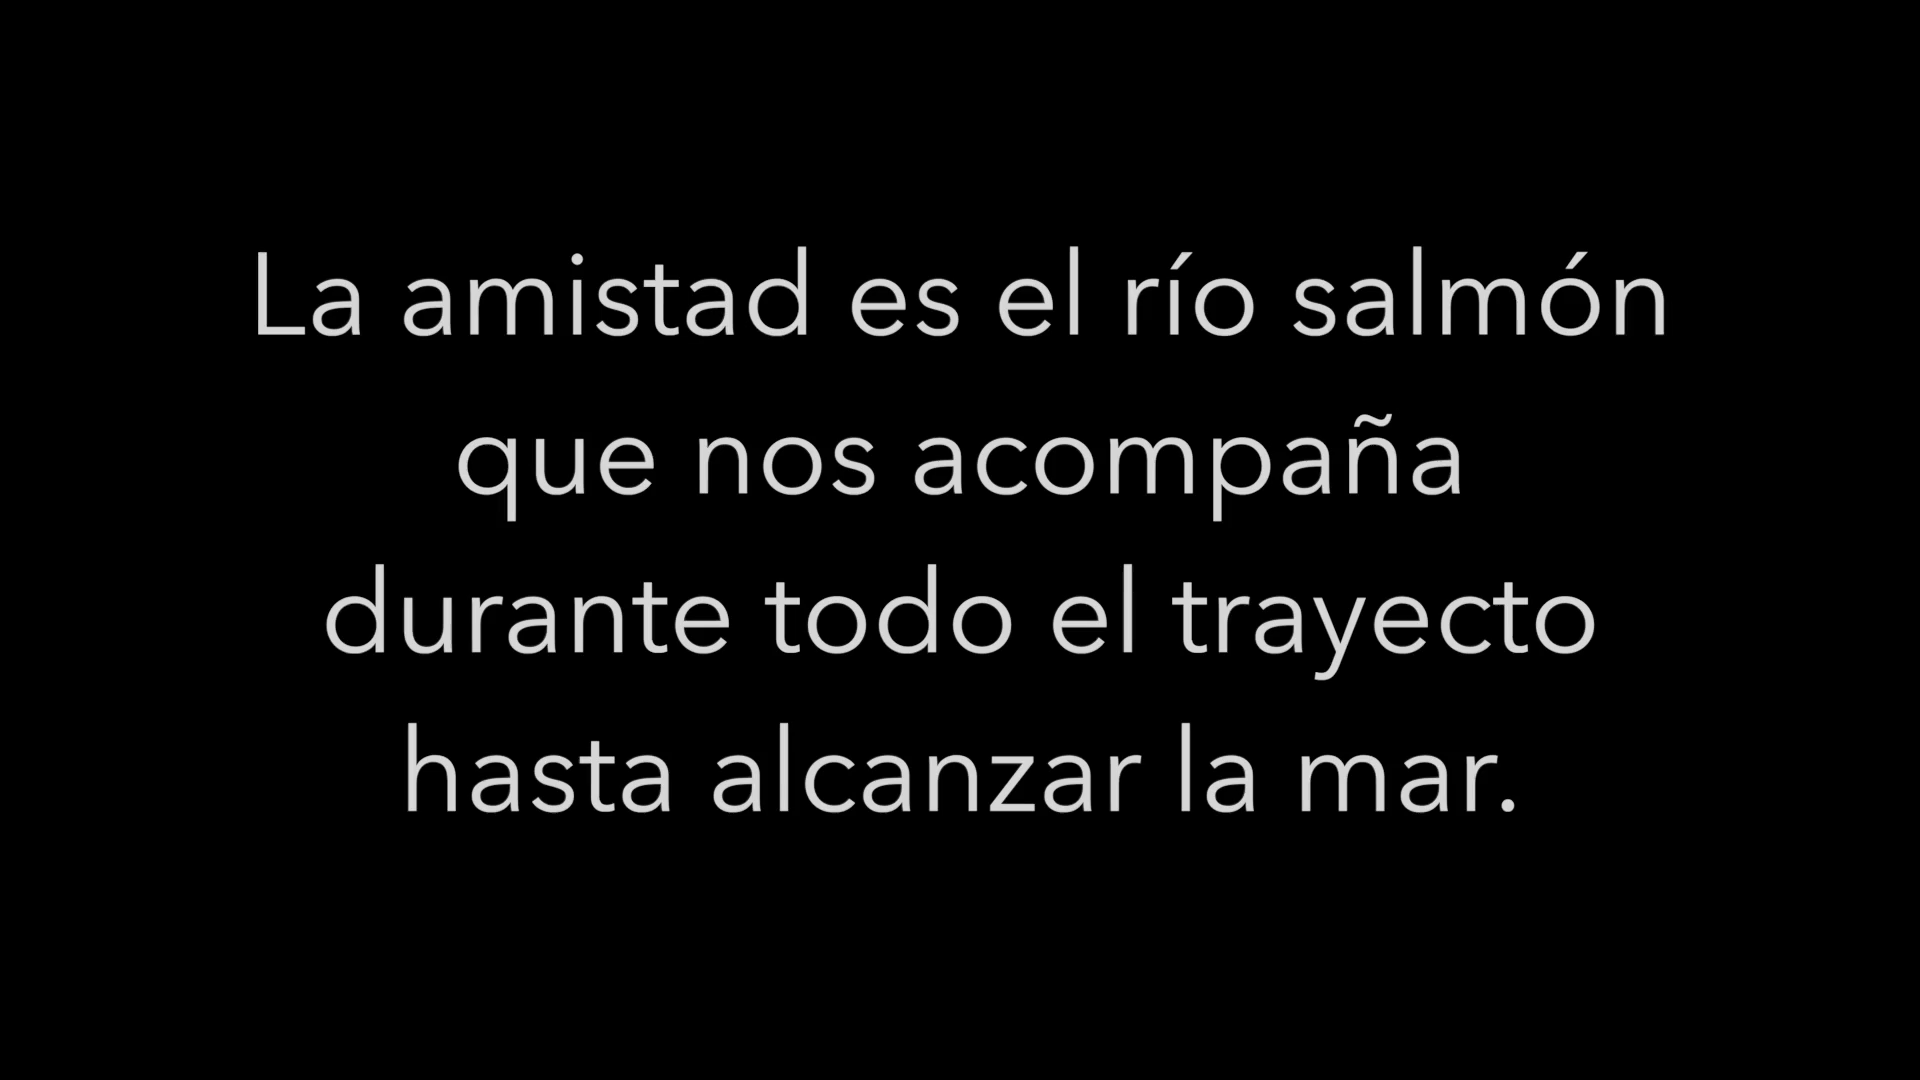 La amistad es el río salmón
que nos acompaña
durante todo el trayecto
hasta alcanzar la mar.